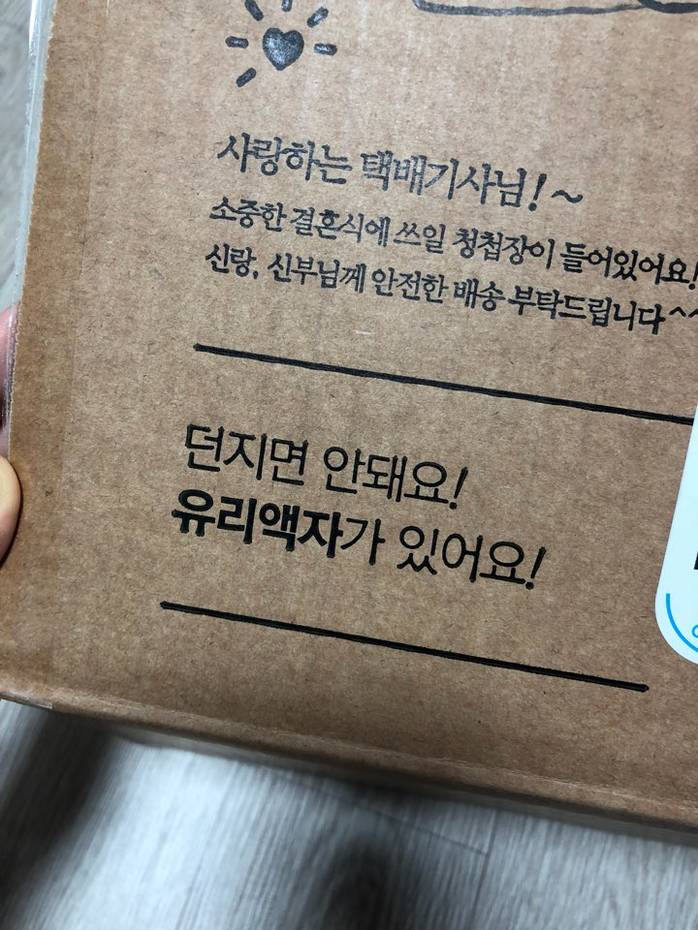 사랑하는 택배기사님!~
소중한 결혼식에 쓰일 청첩장이 들어있어요!
신랑, 신부님께 안전한 배송 부탁드립니다^^
던지면 안돼요!
유리액자가 있어요!